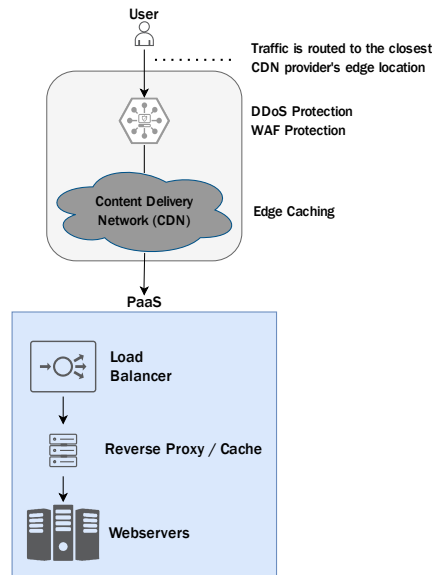 User
Traffic is routed to the closest
CDN provider's edge location
DDoS Protection
WAF Protection
Content Delivery
Network (CDN)
Edge Caching
PaaS
Load
Balancer
Reverse Proxy / Cache
Webservers